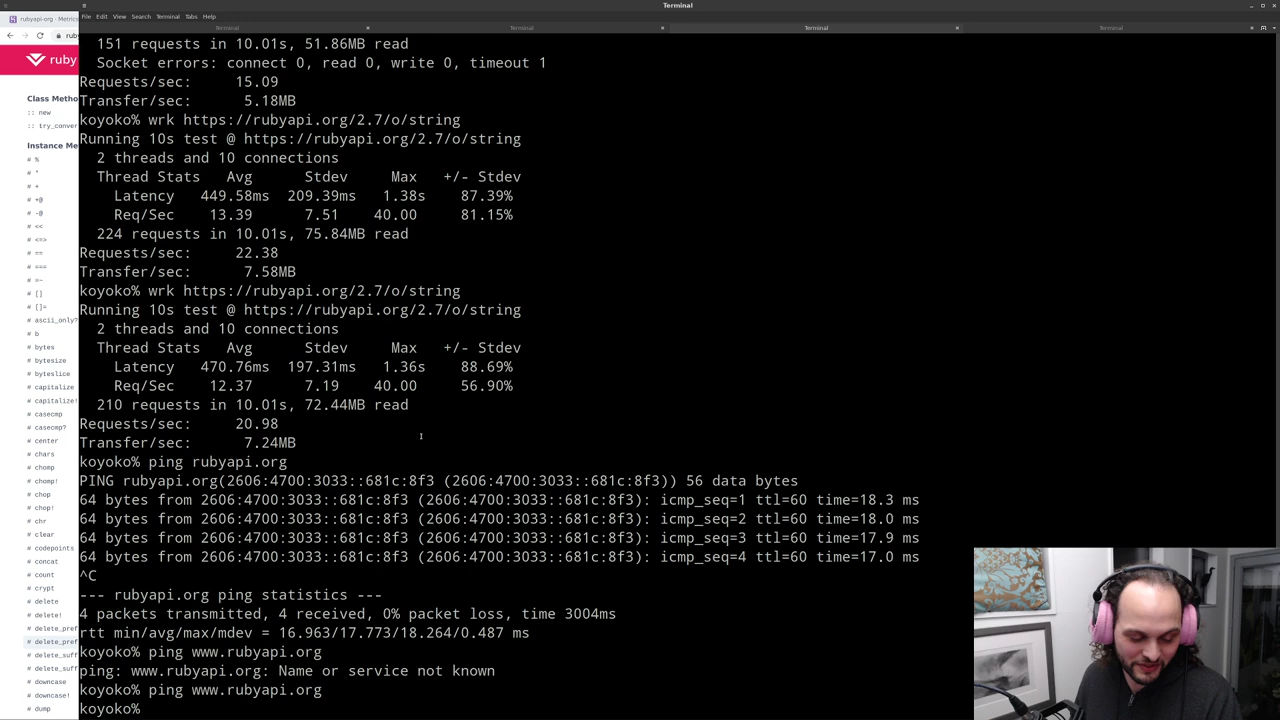 Terminal
File Edit View Search Terminal Tabs Help
Terminal
Terminal
Terminal
Terminal
rubyapi-org - Metrics
rub
ruby
Class Metho
:: new
:: try_conver
Instance Me
# %
# *
# +
# +@
# -@
# <<
# <=>
# ==
# ===
# =~
# []
# []=
# ascii_only?
# b
# bytes
# bytesize
# byteslice
# capitalize
# capitalize!
# casecmp
# casecmp?
# center
# chars
# chomp
# chomp!
# chop
# chop!
# chr
# clear
# codepoints
# concat
# count
# crypt
# delete
# delete!
# delete_pref
# delete_pref
# delete_suff
# delete_suff
# downcase
# downcase!
# dump
151 requests in 10.01s, 51.86MB read
Socket errors: connect 0, read 0, write 0, timeout 1
Requests/sec: 15.09
Transfer/sec: 5.18MB
koyoko% wrk https://rubyapi.org/2.7/o/string
Running 10s test @ https://rubyapi.org/2.7/o/string
2 threads and 10 connections
Thread Stats Avg Stdev Max +/- Stdev
Latency 449.58ms 209.39ms 1.38s 87.39%
Req/Sec 13.39 7.51 40.00 81.15%
224 requests in 10.01s, 75.84MB read
Requests/sec: 22.38
Transfer/sec: 7.58MB
koyoko% wrk https://rubyapi.org/2.7/o/string
Running 10s test @ https://rubyapi.org/2.7/o/string
2 threads and 10 connections
Thread Stats Avg Stdev Max +/- Stdev
Latency 470.76ms 197.31ms 1.36s 88.69%
Req/Sec 12.37 7.19 40.00 56.90%
210 requests in 10.01s, 72.44MB read
Requests/sec: 20.98
Transfer/sec: 7.24MB
koyoko% ping rubyapi.org
PING rubyapi.org(2606:4700:3033::681c:8f3 (2606:4700:3033::681c:8f3)) 56 data bytes
64 bytes from 2606:4700:3033::681c:8f3 (2606:4700:3033::681c:8f3): icmp_seq=1 ttl=60 time=18.3 ms
64 bytes from 2606:4700:3033::681c:8f3 (2606:4700:3033::681c:8f3): icmp_seq=2 ttl=60 time=18.0 ms
64 bytes from 2606:4700:3033::681c:8f3 (2606:4700:3033::681c:8f3): icmp_seq=3 ttl=60 time=17.9 ms
64 bytes from 2606:4700:3033::681c:8f3 (2606:4700:3033::681c:8f3): icmp_seq=4 ttl=60 time=17.0 ms
^C
--- rubyapi.org ping statistics ---
4 packets transmitted, 4 received, 0% packet loss, time 3004ms
rtt min/avg/max/mdev = 16.963/17.773/18.264/0.487 ms
koyoko% ping www.rubyapi.org
ping: www.rubyapi.org: Name or service not known
koyoko% ping www.rubyapi.org
koyoko%